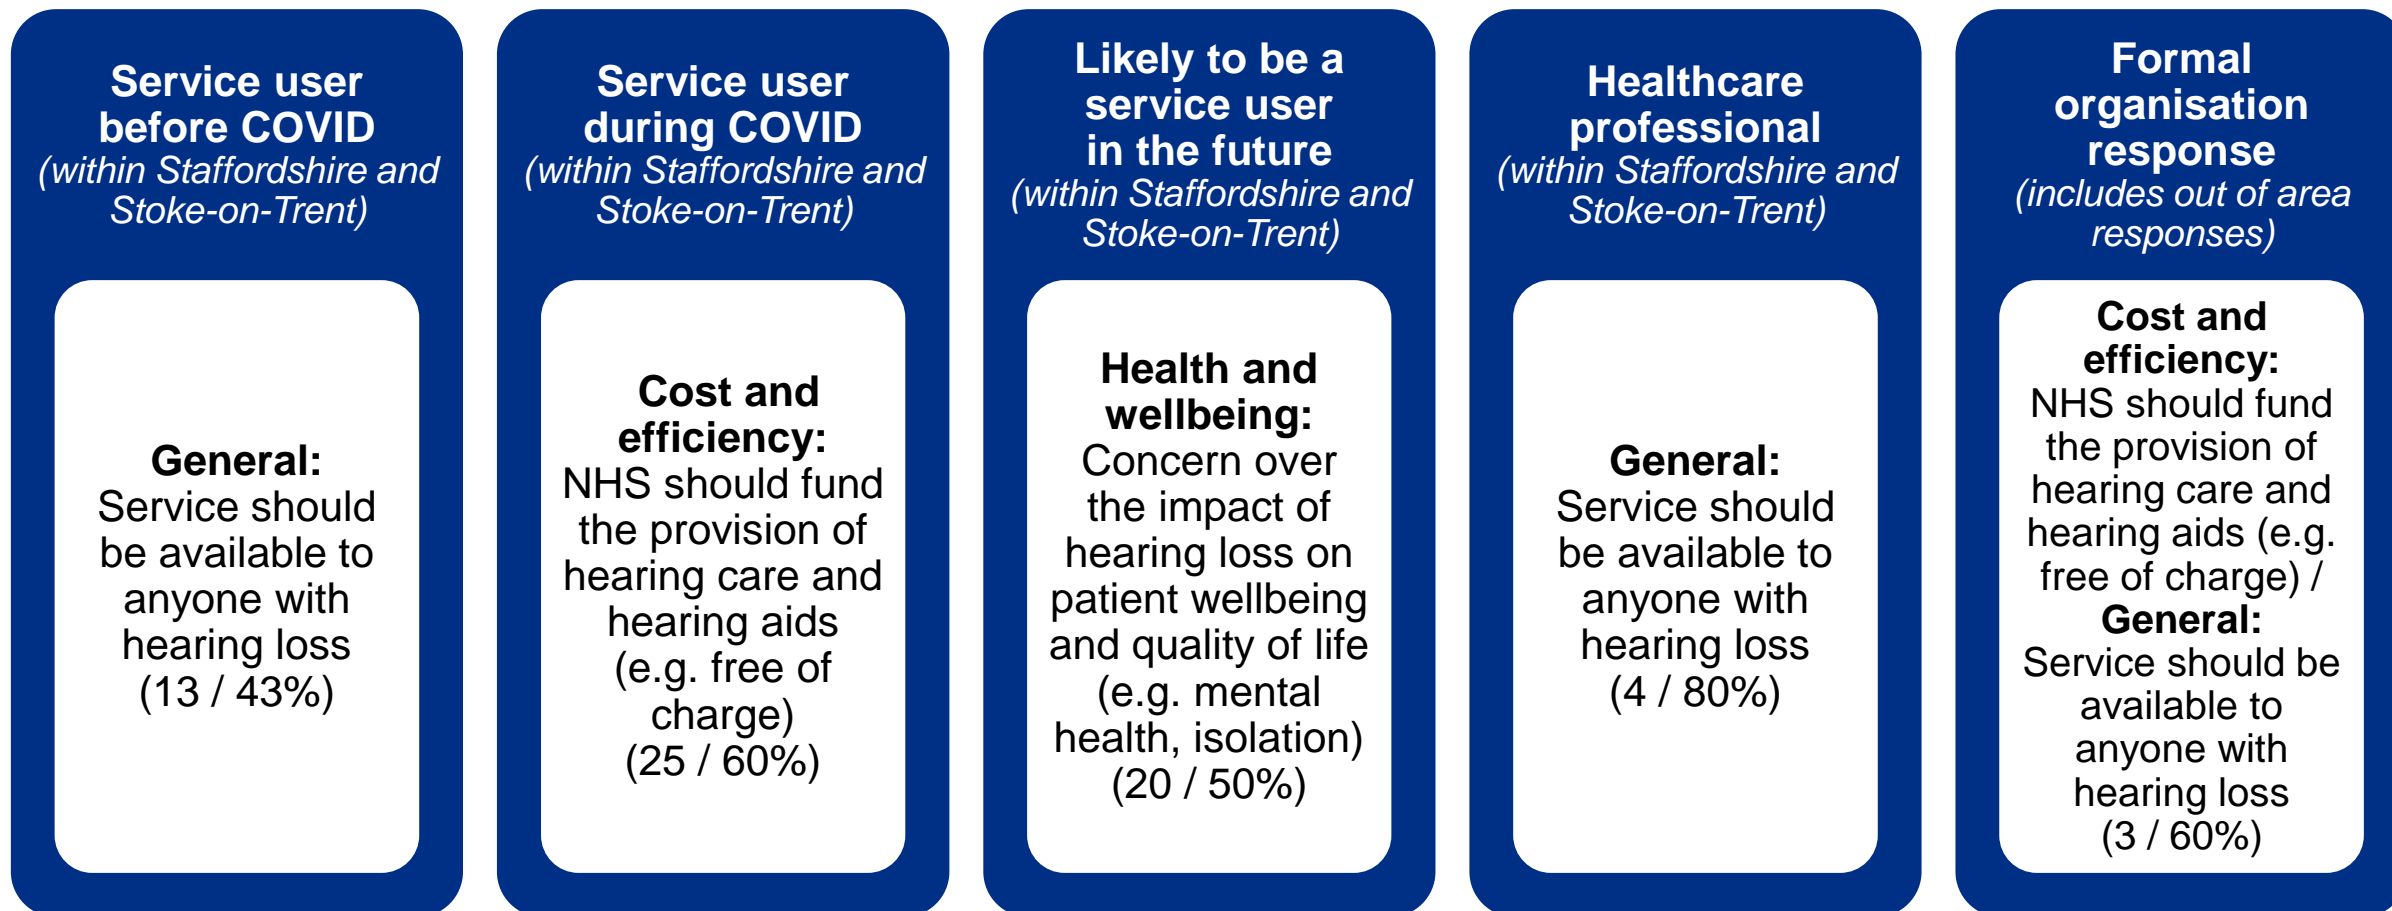 Service user
before COVID
(within Staffordshire and
Stoke-on-Trent)
General:
Service should
be available to
anyone with
hearing loss
(13 / 43%)
Service user
during COVID
(within Staffordshire and
Stoke-on-Trent)
Cost and
efficiency:
NHS should fund
the provision of
hearing care and
hearing aids
(e.g. free of
charge)
(25 / 60%)
Likely to be a
service user
in the future
(within Staffordshire and
Stoke-on-Trent)
Health and
wellbeing:
Concern over
the impact of
hearing loss on
patient wellbeing
and quality of life
(e.g. mental
health, isolation)
(20 / 50%)
Healthcare
professional
(within Staffordshire and
Stoke-on-Trent)
General:
Service should
be available to
anyone with
hearing loss
(4 / 80%)
Formal
organisation
response
(includes out of area
responses)
Cost and
efficiency:
NHS should fund
the provision of
hearing care and
hearing aids (e.g.
free of charge) /
General:
Service should be
available to
anyone with
hearing loss
(3 / 60%)